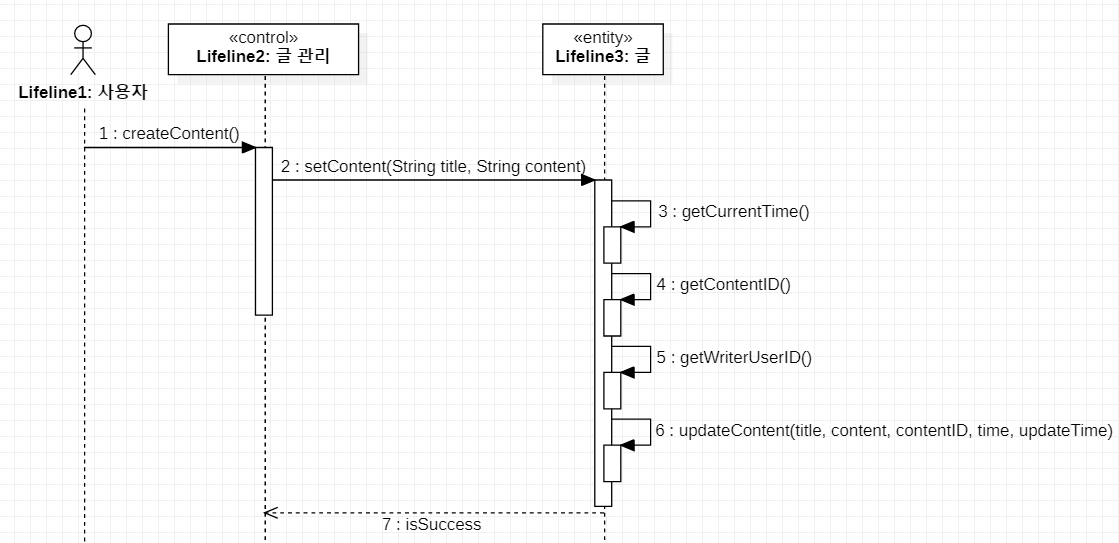 «control»
Lifeline2: 글 관리
«entity»
Lifeline3: 글
Lifeline1: 사용자
1 : createContent()
2 : setContent(String title, String content)
3 : getCurrentTime()
4 : getContentID()
5 : getWriterUserID()
6 : updateContent(title, content, contentID, time, updateTime)
7 : isSuccess